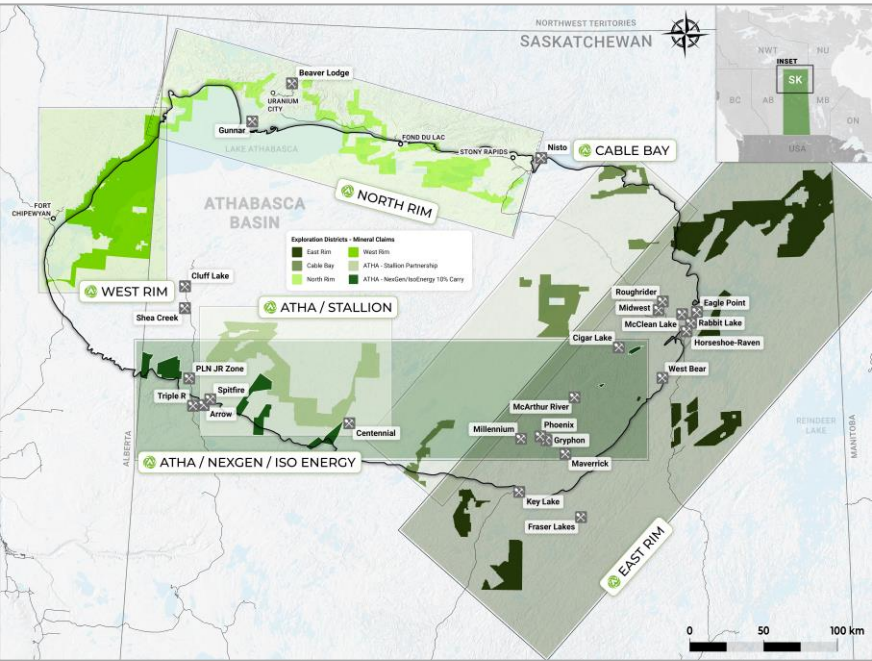 NORTHWEST TERITORIES
SASKATCHEWAN
NWT
NU
INSET
SK
BC
AB
MB
ON
USA
Beaver Lodge
URANIUM
CITY
Gunnar
FOND DU LAC
STONY RAPIDS
Nisto
CABLE BAY
LAKE ATHABASCA
NORTH RIM
FORT
CHIPEWYAN
ATHABASCA
BASIN
Exploration Districts - Mineral Claims
East Rim
West Rim
Cable Bay
ATHA - Stallion Partnership
North Rim
ATHA - NexGen/IsoEnergy 10% Carry
WEST RIM
Cluff Lake
Shea Creek
ATHA / STALLION
Roughrider
Midwest
Eagle Point
McClean Lake
Rabbit Lake
Horseshoe-Raven
Cigar Lake
West Bear
PLN JR Zone
Spitfire
Triple R
Arrow
Centennial
McArthur River
Millennium
Phoenix
Gryphon
Maverrick
ATHA / NEXGEN / ISO ENERGY
Key Lake
Fraser Lakes
EAST RIM
ALBERTA
REINDEER
LAKE
MANITOBA
0 50 100 km